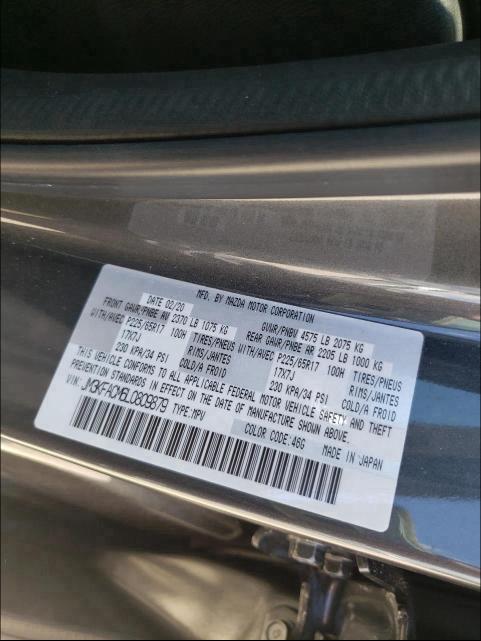 MFD. BY MAZDA MOTOR CORPORATION
DATE 02/20 GVWR/PNBV 4575 LB 2075 KG
FRONT GAWR/PNBE AV 2370 LB 1075 KG REAR GAWR/PNBE AR 2205 LB 1000 KG
WITH/AVEC P225/65R17 100H TIRES/PNEUS WITH/AVEC P225/65R17 100H TIRES/PNEUS
17X7J RIMS/JANTES 17X7J RIMS/JANTES
230 KPA/34 PSI COLD/A FROID 230 KPA/34 PSI COLD/A FROID
THIS VEHICLE CONFORMS TO ALL APPLICABLE FEDERAL MOTOR VEHICLE SAFETY AND THEFT
PREVENTION STANDARDS IN EFFECT ON THE DATE OF MANUFACTURE SHOWN ABOVE.
VIN: JM3KFACM6L0809879 TYPE:MPV COLOR CODE:46G MADE IN JAPAN